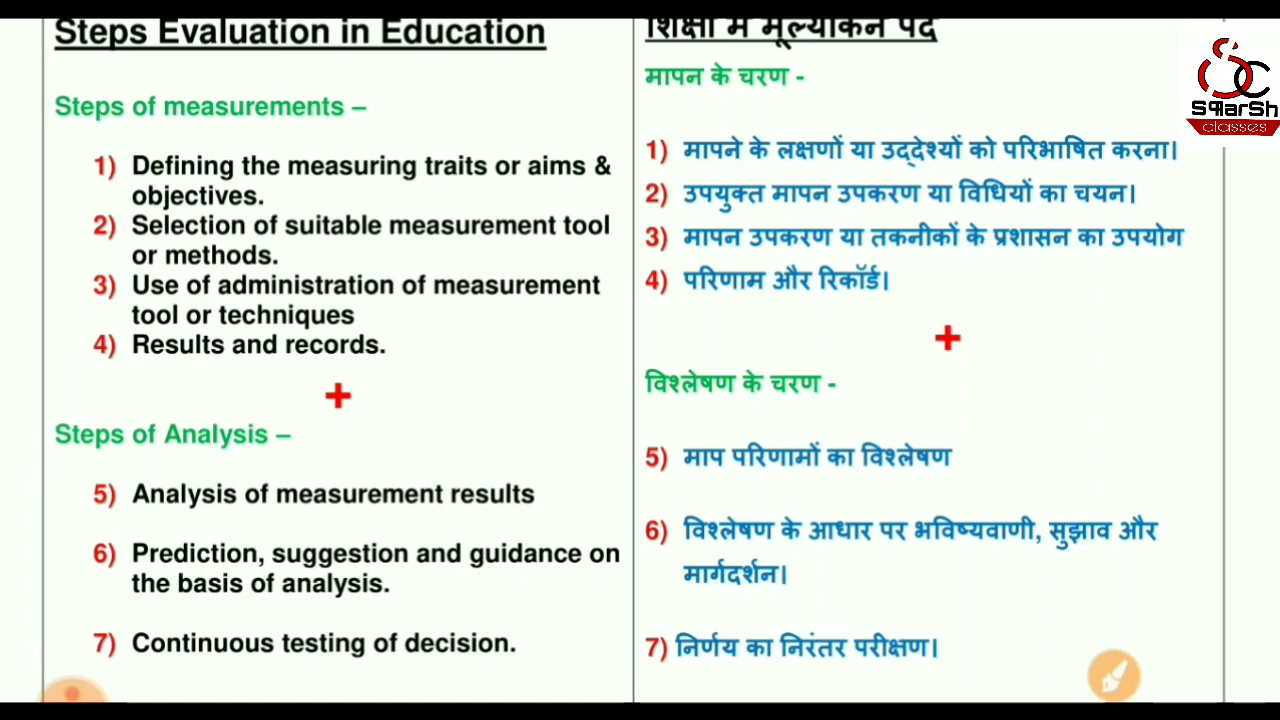 Steps Evaluation in Education
Steps of measurements –
1) Defining the measuring traits or aims &
objectives.
2) Selection of suitable measurement tool
or methods.
3) Use of administration of measurement
tool or techniques
4) Results and records.
+
Steps of Analysis –
5) Analysis of measurement results
6) Prediction, suggestion and guidance on
the basis of analysis.
7) Continuous testing of decision.
शिक्षा में मूल्यांकन पद
मापन के चरण -
1) मापने के लक्षणों या उद्देश्यों को परिभाषित करना।
2) उपयुक्त मापन उपकरण या विधियों का चयन।
3) मापन उपकरण या तकनीकों के प्रशासन का उपयोग
4) परिणाम और रिकॉर्ड।
+
विश्लेषण के चरण -
5) माप परिणामों का विश्लेषण
6) विश्लेषण के आधार पर भविष्यवाणी, सुझाव और
मार्गदर्शन।
7) निर्णय का निरंतर परीक्षण।
classes